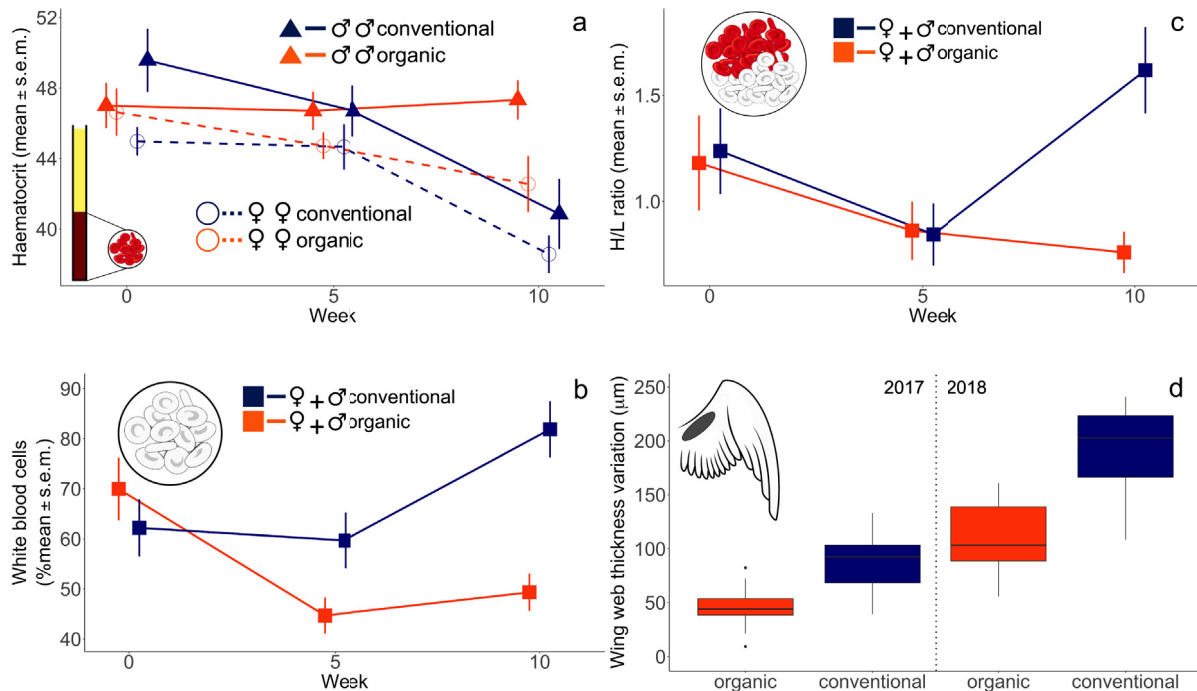 a
♂♂conventional
♂♂organic
52
48
44
40
Haematocrit (mean ± s.e.m.)
♀ ♀ conventional
♀ ♀ organic
0 5 10
Week
c
♀+♂conventional
♀+♂organic
1.5
1.0
H/L ratio (mean ± s.e.m.)
0 5 10
Week
b
♀+♂conventional
♀+♂organic
90
80
70
60
50
40
White blood cells
(%mean ± s.e.m.)
0 5 10
Week
d
2017 2018
250
200
150
100
50
0
Wing web thickness variation (μm)
organic conventional organic conventional